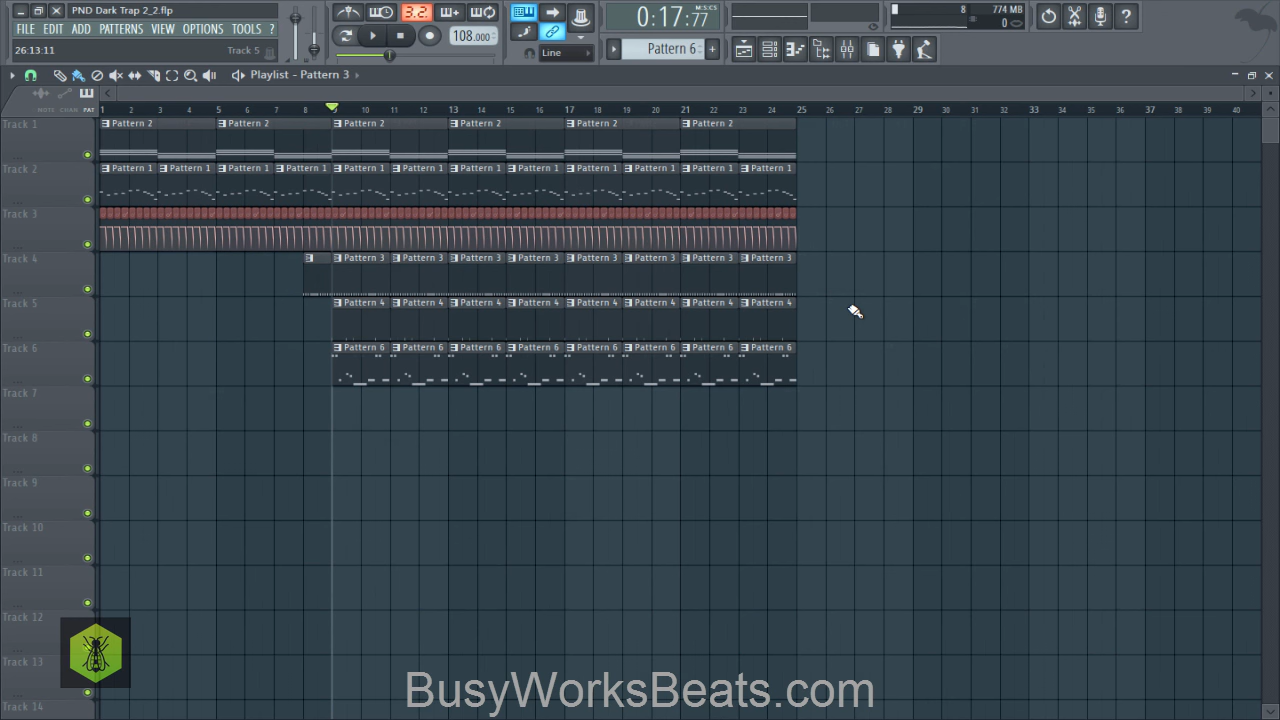 PND Dark Trap 2_2.flp
FILE EDIT ADD PATTERNS VIEW OPTIONS TOOLS ?
26:13:11 Track 5
3.2.
108.000
Line
0:17:77
M:S:CS
Pattern 6
8
774 MB
0
Playlist - Pattern 3
NOTE CHAN PAT
1 2 3 4 5 6 7 8 9 10 11 12 13 14 15 16 17 18 19 20 21 22 23 24 25 26 27 28 29 30 31 32 33 34 35 36 37 38 39 40
Track 1
Pattern 2 Pattern 2 Pattern 2 Pattern 2 Pattern 2 Pattern 2
Track 2
Pattern 1 Pattern 1 Pattern 1 Pattern 1 Pattern 1 Pattern 1 Pattern 1 Pattern 1 Pattern 1 Pattern 1 Pattern 1 Pattern 1
Track 3
Track 4
Pattern 3 Pattern 3 Pattern 3 Pattern 3 Pattern 3 Pattern 3 Pattern 3 Pattern 3
Track 5
Pattern 4 Pattern 4 Pattern 4 Pattern 4 Pattern 4 Pattern 4 Pattern 4 Pattern 4
Track 6
Pattern 6 Pattern 6 Pattern 6 Pattern 6 Pattern 6 Pattern 6 Pattern 6 Pattern 6
Track 7
Track 8
Track 9
Track 10
Track 11
Track 12
Track 13
Track 14
BusyWorksBeats.com